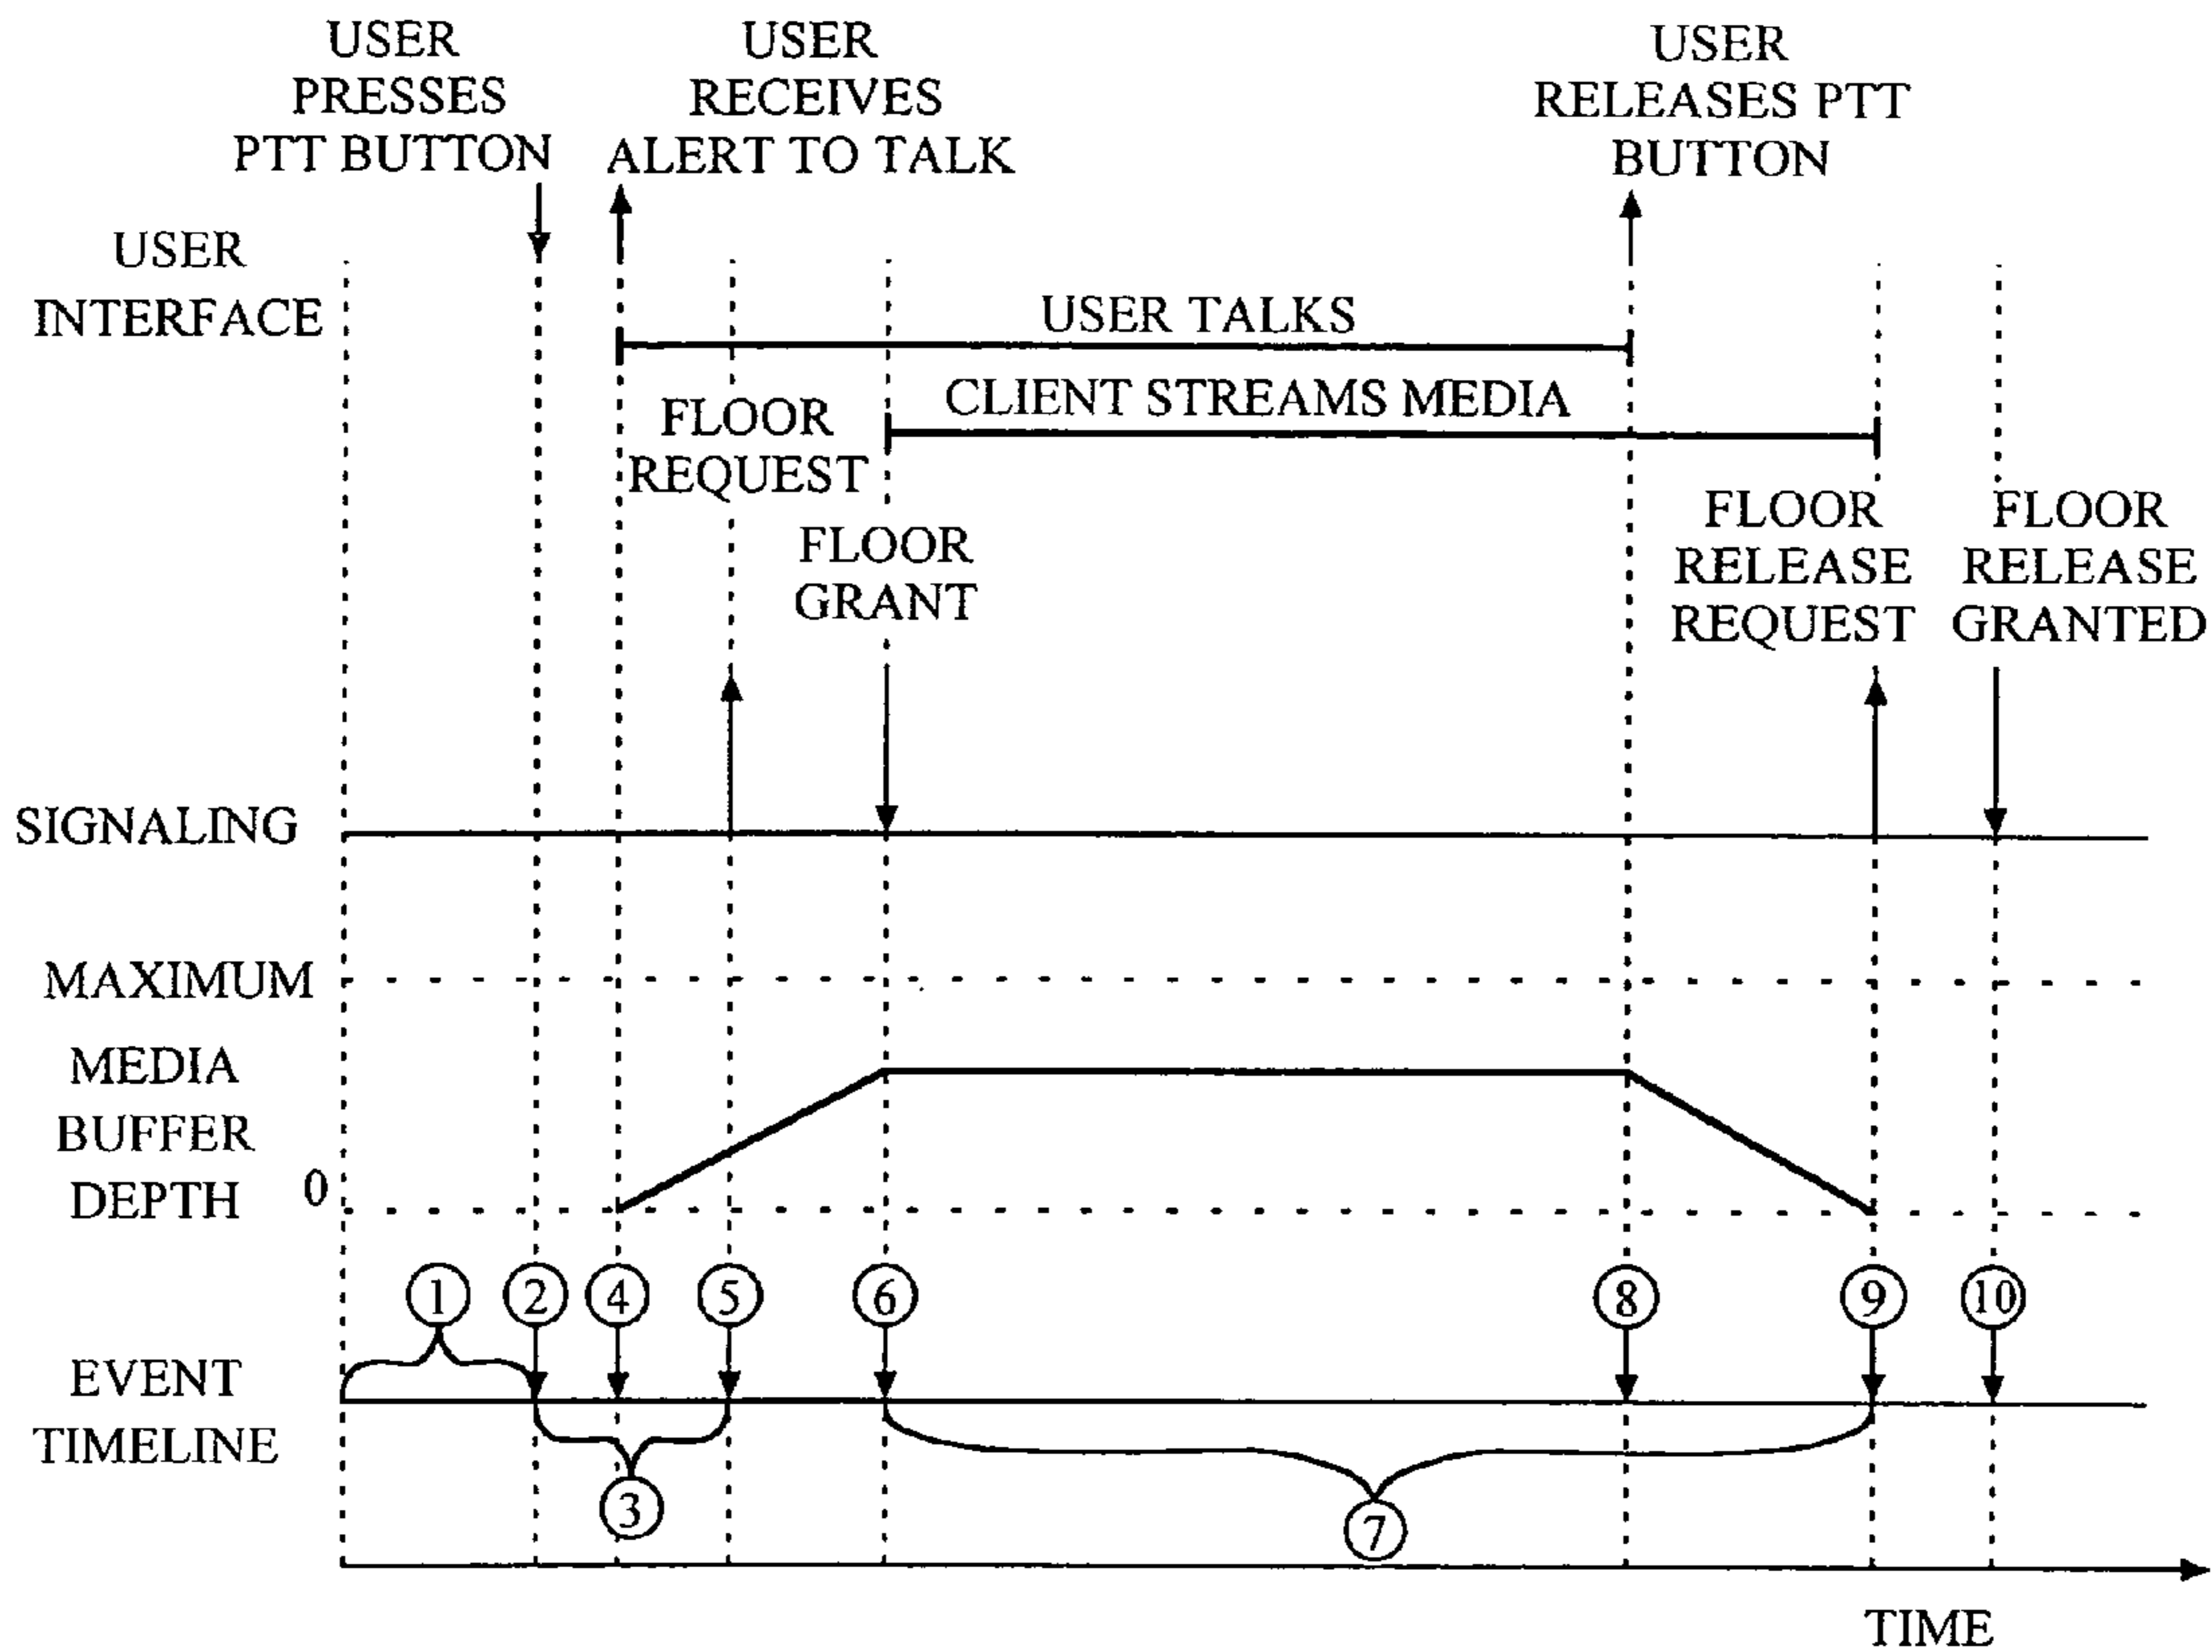 USER
PRESSES
PTT BUTTON
USER
RECEIVES
ALERT TO TALK
USER
RELEASES PTT
BUTTON
USER
INTERFACE
USER TALKS
CLIENT STREAMS MEDIA
FLOOR
REQUEST
FLOOR
GRANT
FLOOR
RELEASE
REQUEST
FLOOR
RELEASE
GRANTED
SIGNALING
MAXIMUM
MEDIA
BUFFER
DEPTH
0
1
2
4
5
6
8
9
10
EVENT
TIMELINE
3
7
TIME